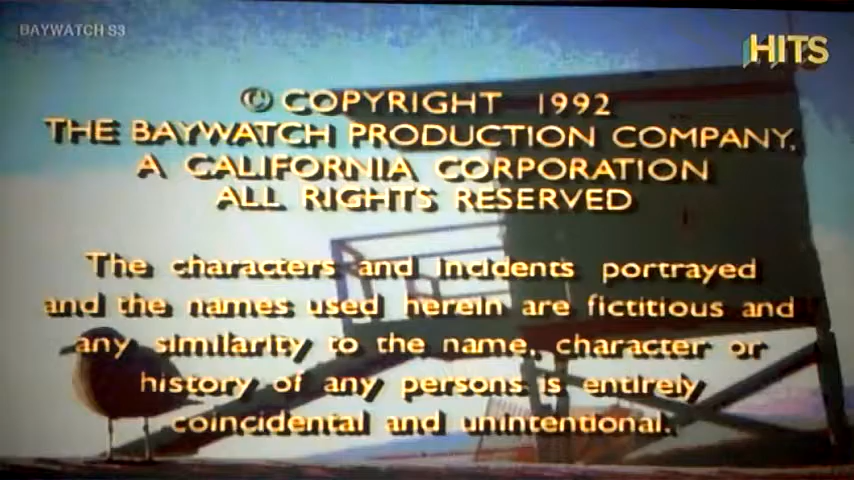 BAYWATCH S3
HITS
© COPYRIGHT 1992
THE BAYWATCH PRODUCTION COMPANY,
A CALIFORNIA CORPORATION
ALL RIGHTS RESERVED
The characters and incidents portrayed
and the names used herein are fictitious and
any similarity to the name, character or
history of any persons is entirely
coincidental and unintentional.